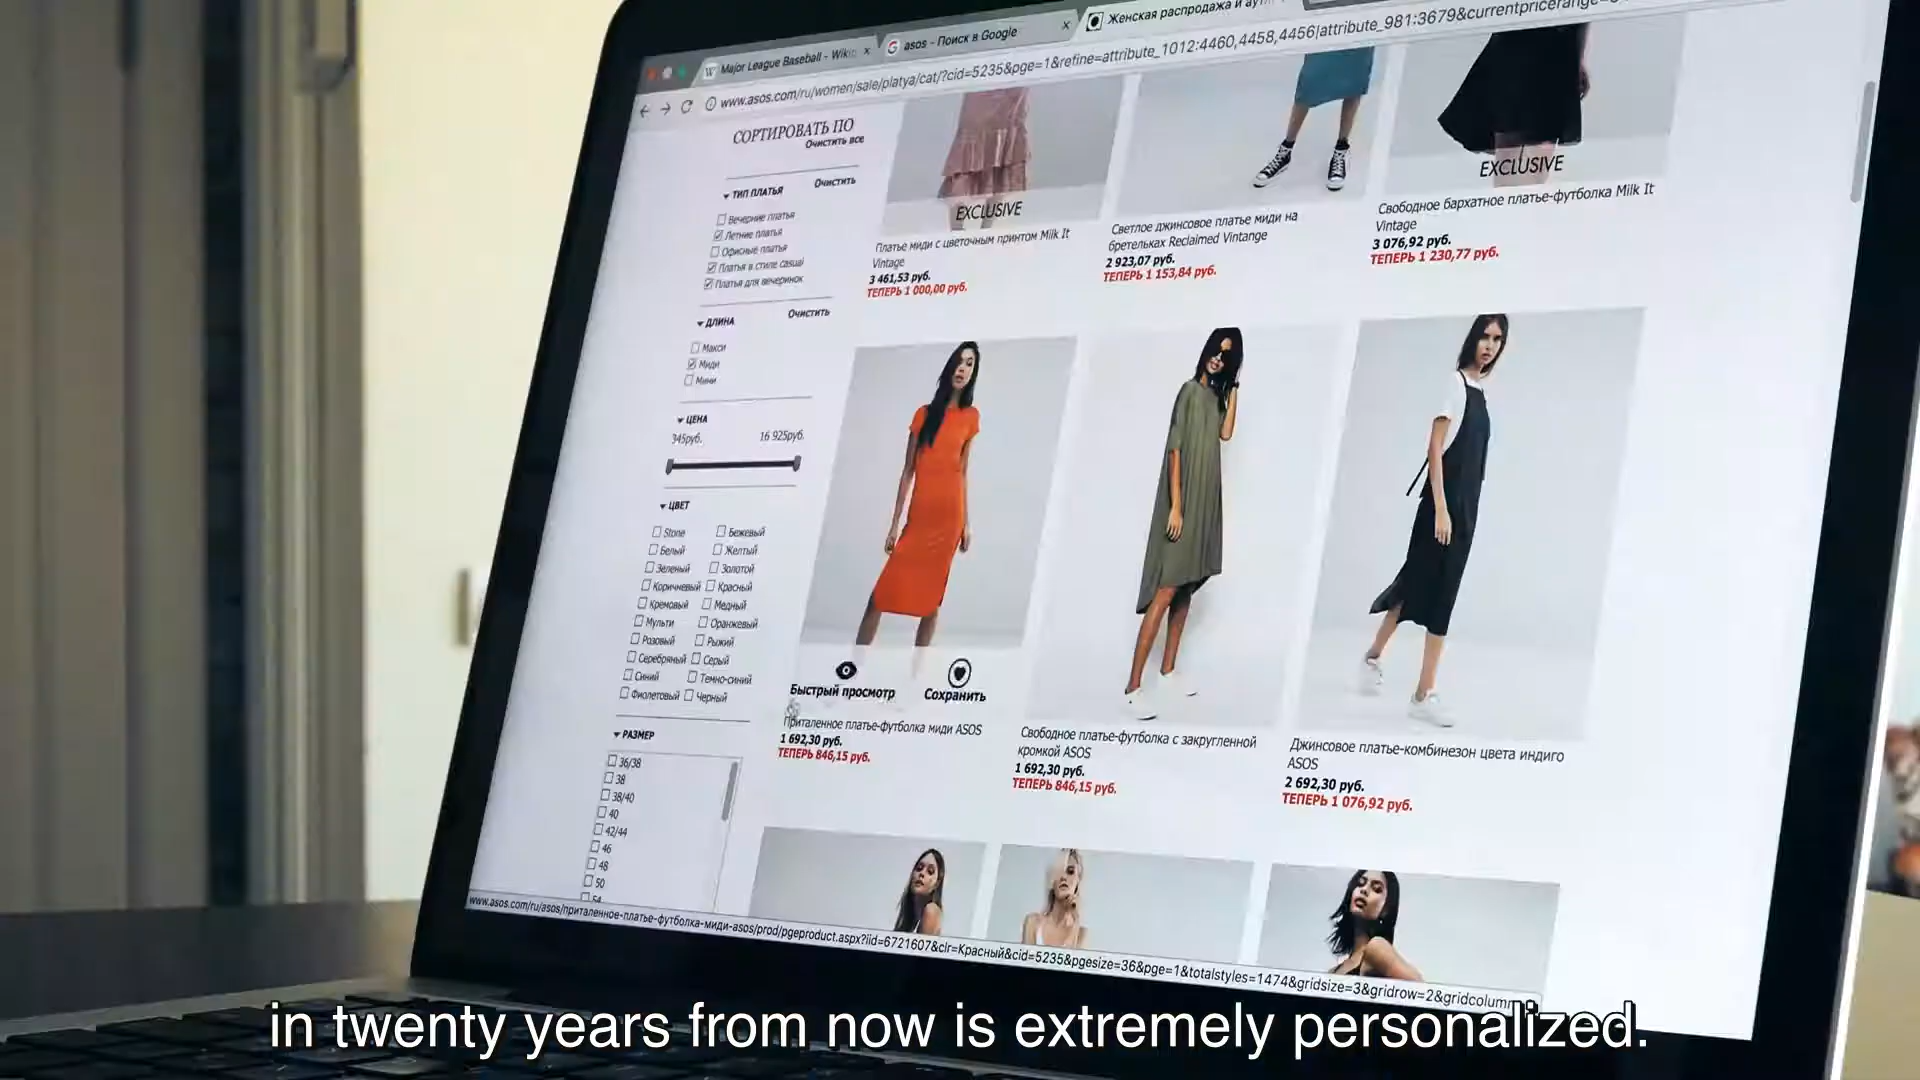 Major League Baseball - Wiki
asos - Поиск в Google
Женская распродажа и аутл
www.asos.com/ru/women/sale/platya/cat/?cid=5235&pge=1&refine=attribute_1012:4460,4458,4456|attribute_981:3679&currentpricerange=
СОРТИРОВАТЬ ПО
Очистить все
ТИП ПЛАТЬЯ
Очистить
Вечерние платья
Летние платья
Офисные платья
Платья в стиле casual
Платья для вечеринок
ДЛИНА
Очистить
Макси
Миди
Мини
ЦЕНА
345руб.
16 925руб.
ЦВЕТ
Stone
Бежевый
Белый
Желтый
Зеленый
Золотой
Коричневый
Красный
Кремовый
Медный
Мульти
Оранжевый
Розовый
Рыжий
Серебряный
Серый
Синий
Темно-синий
Фиолетовый
Черный
РАЗМЕР
36/38
38
38/40
40
42/44
46
48
50
54
EXCLUSIVE
Платье миди с цветочным принтом Milk It
Vintage
3 461,53 руб.
ТЕПЕРЬ 1 000,00 руб.
Светлое джинсовое платье миди на
бретельках Reclaimed Vintange
2 923,07 руб.
ТЕПЕРЬ 1 153,84 руб.
EXCLUSIVE
Свободное бархатное платье-футболка Milk It
Vintage
3 076,92 руб.
ТЕПЕРЬ 1 230,77 руб.
Быстрый просмотр
Сохранить
Приталенное платье-футболка миди ASOS
1 692,30 руб.
ТЕПЕРЬ 846,15 руб.
Свободное платье-футболка с закругленной
кромкой ASOS
1 692,30 руб.
ТЕПЕРЬ 846,15 руб.
Джинсовое платье-комбинезон цвета индиго
ASOS
2 692,30 руб.
ТЕПЕРЬ 1 076,92 руб.
www.asos.com/ru/asos/приталенное-платье-футболка-миди-asos/prod/pgeproduct.aspx?iid=6721607&clr=Красный&cid=5235&pgesize=36&pge=1&totalstyles=1474&gridsize=3&gridrow=2&gridcolumn
in twenty years from now is extremely personalized.